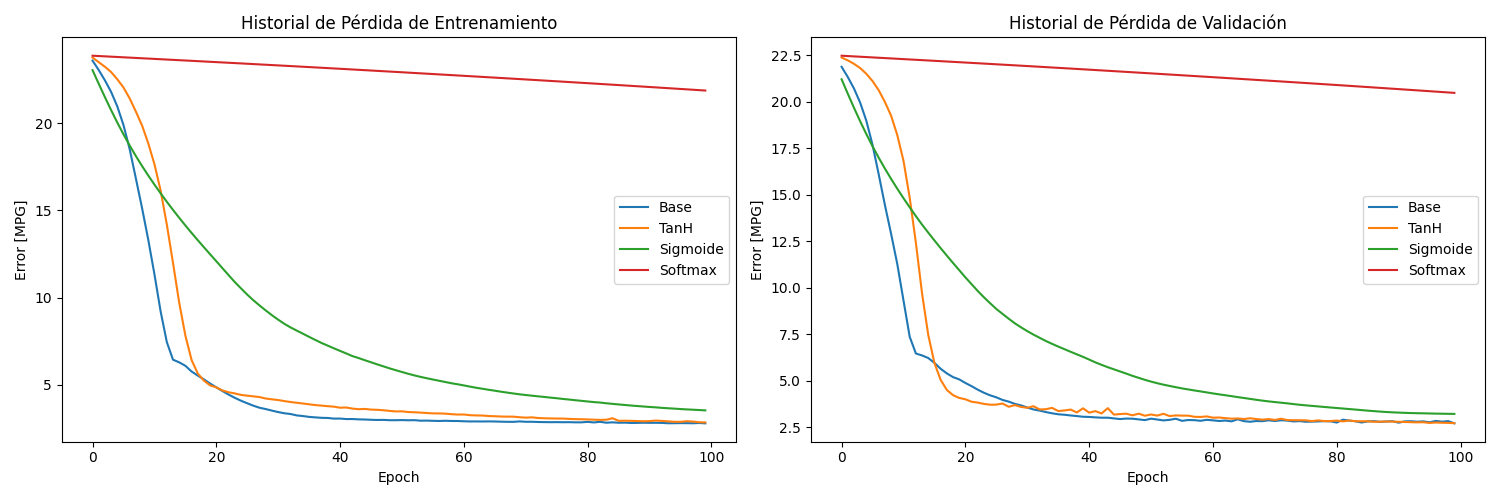 Historial de Pérdida de Entrenamiento
Error [MPG]
20
15
10
5
Base
TanH
Sigmoide
Softmax
0
20
40
60
80
100
Epoch
Historial de Pérdida de Validación
Error [MPG]
22.5
20.0
17.5
15.0
12.5
10.0
7.5
5.0
2.5
Base
TanH
Sigmoide
Softmax
0
20
40
60
80
100
Epoch